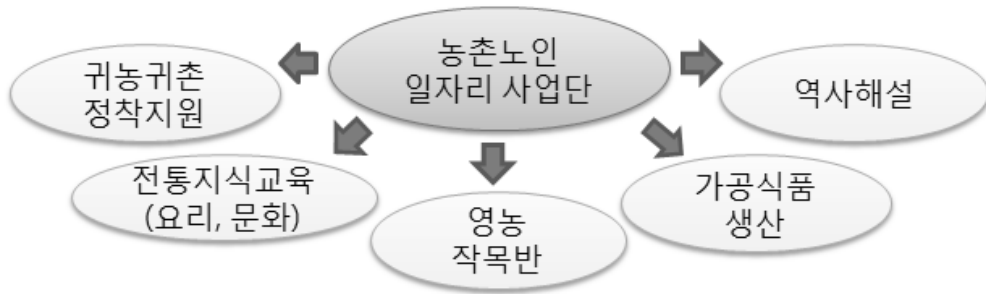 농촌노인
일자리 사업단
귀농귀촌
정착지원
역사해설
전통지식교육
(요리, 문화)
영농
작목반
가공식품
생산